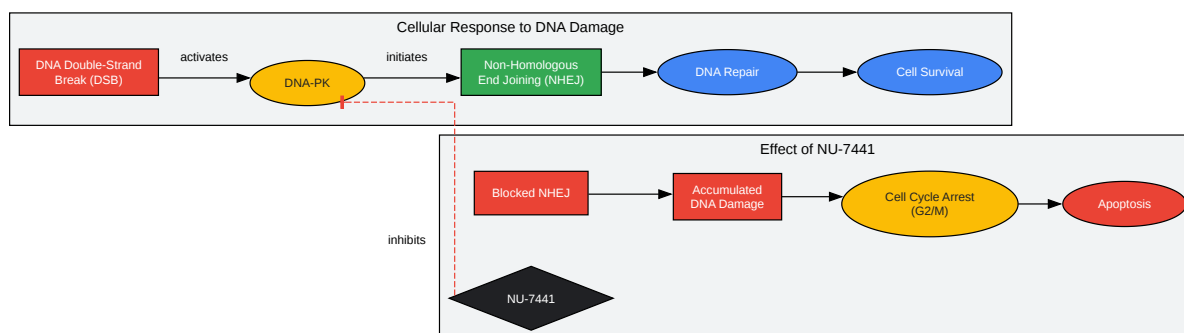 Cellular Response to DNA Damage
DNA Double-Strand
Break (DSB)
activates
DNA-PK
initiates
Non-Homologous
End Joining (NHEJ)
DNA Repair
Cell Survival
Effect of NU-7441
Blocked NHEJ
Accumulated
DNA Damage
Cell Cycle Arrest
(G2/M)
Apoptosis
inhibits
NU-7441